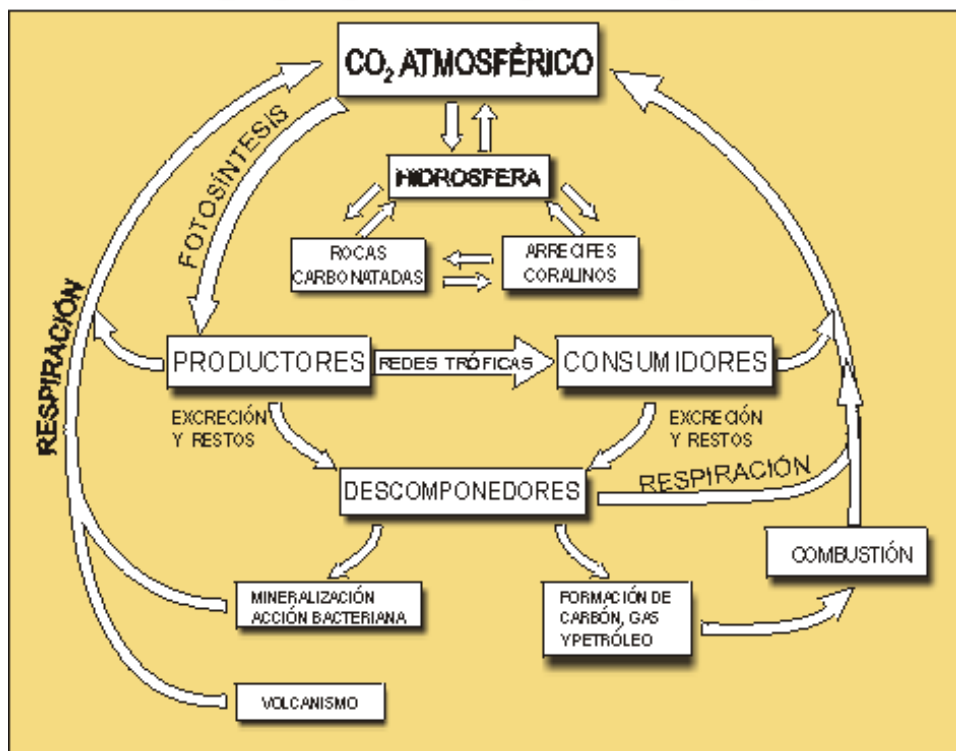 CO₂ ATMOSFÉRICO
FOTOSÍNTESIS
HIDROSFERA
ROCAS
CARBONATADAS
ARRECIFES
CORALINOS
RESPIRACIÓN
PRODUCTORES
REDES TRÓFICAS
CONSUMIDORES
EXCRECIÓN
Y RESTOS
EXCRECIÓN
Y RESTOS
DESCOMPONEDORES
RESPIRACIÓN
COMBUSTIÓN
MINERALIZACIÓN
ACCIÓN BACTERIANA
FORMACIÓN DE
CARBÓN, GAS
YPETRÓLEO
VOLCANISMO